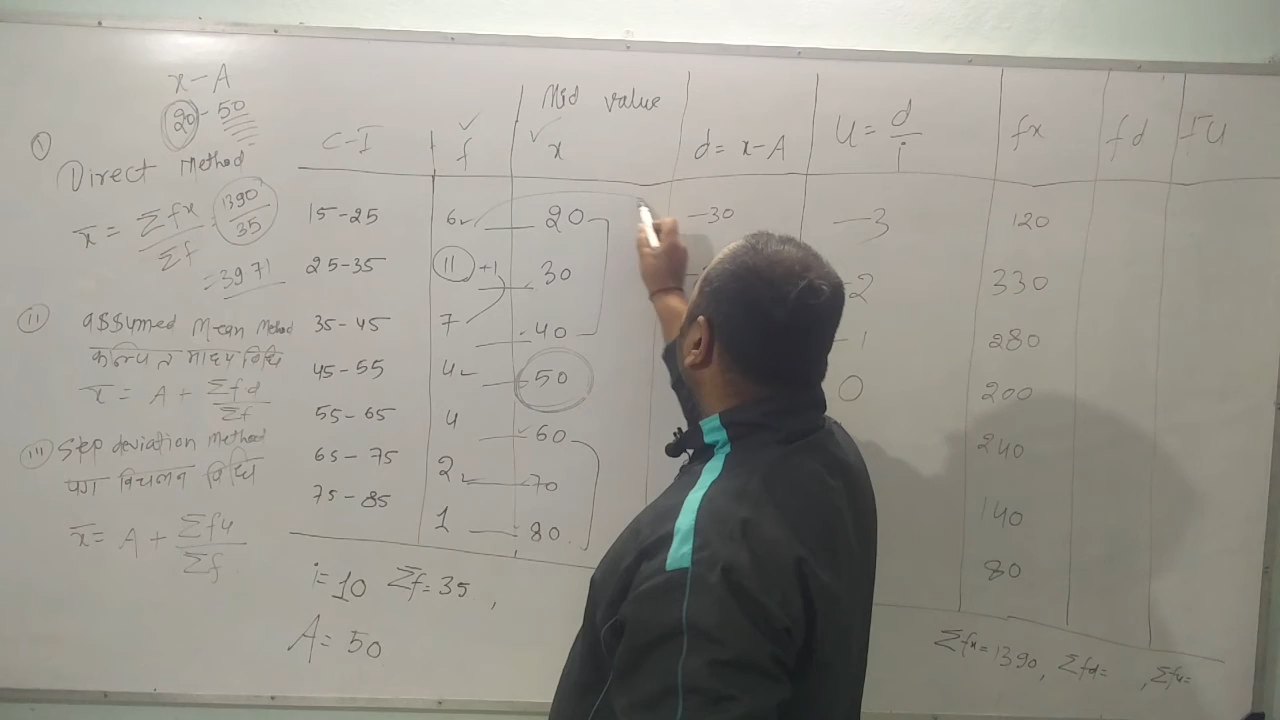 x-A
20-50
I
Direct Method
x̄ = Σfx / Σf = 1390 / 35
= 3971
II assumed Mean Method
कल्पित माध्य विधि
x̄ = A + Σfd / Σf
III Step deviation Method
पग विचलन विधि
x̄ = A + Σfu / Σf
Mid value
C-I f x d = x-A U = d / i fx fd fU
15-25 6 20 -30 -3 120
25-35 11 +1 30 -2 330
35-45 7 40 -1 280
45-55 4 50 0 200
55-65 4 60 240
65-75 2 70 140
75-85 1 80 80
i=10 Σf=35,
A=50
Σfx=1390, Σfd= , Σfu=